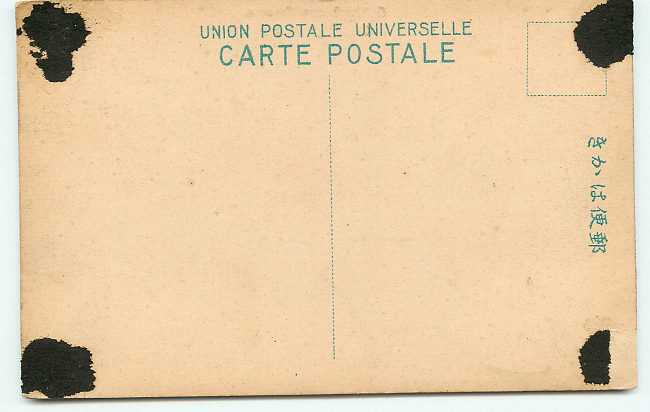 UNION POSTALE UNIVERSELLE
CARTE POSTALE
郵便はかき